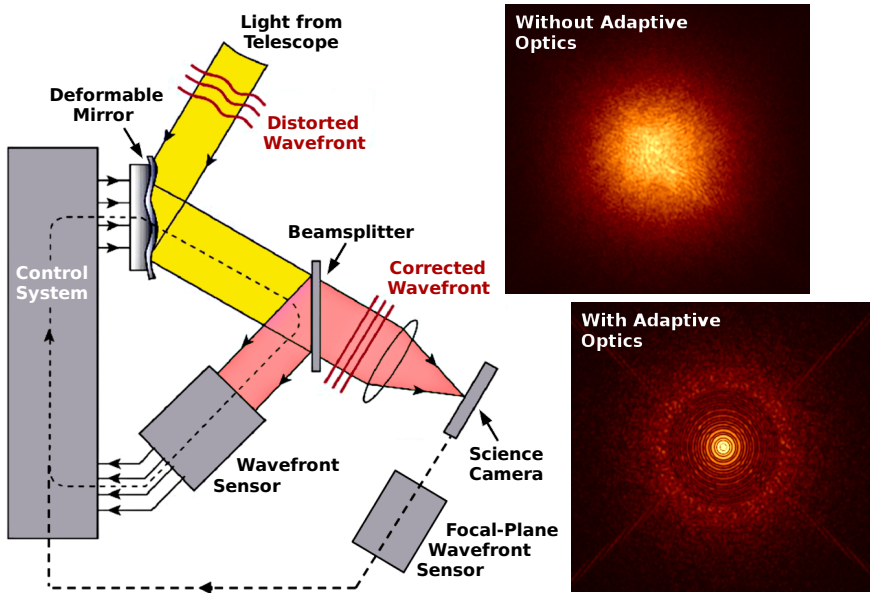 Light from
Telescope
Deformable
Mirror
Distorted
Wavefront
Beamsplitter
Control
System
Corrected
Wavefront
Wavefront
Sensor
Science
Camera
Focal-Plane
Wavefront
Sensor
Without Adaptive
Optics
With Adaptive
Optics